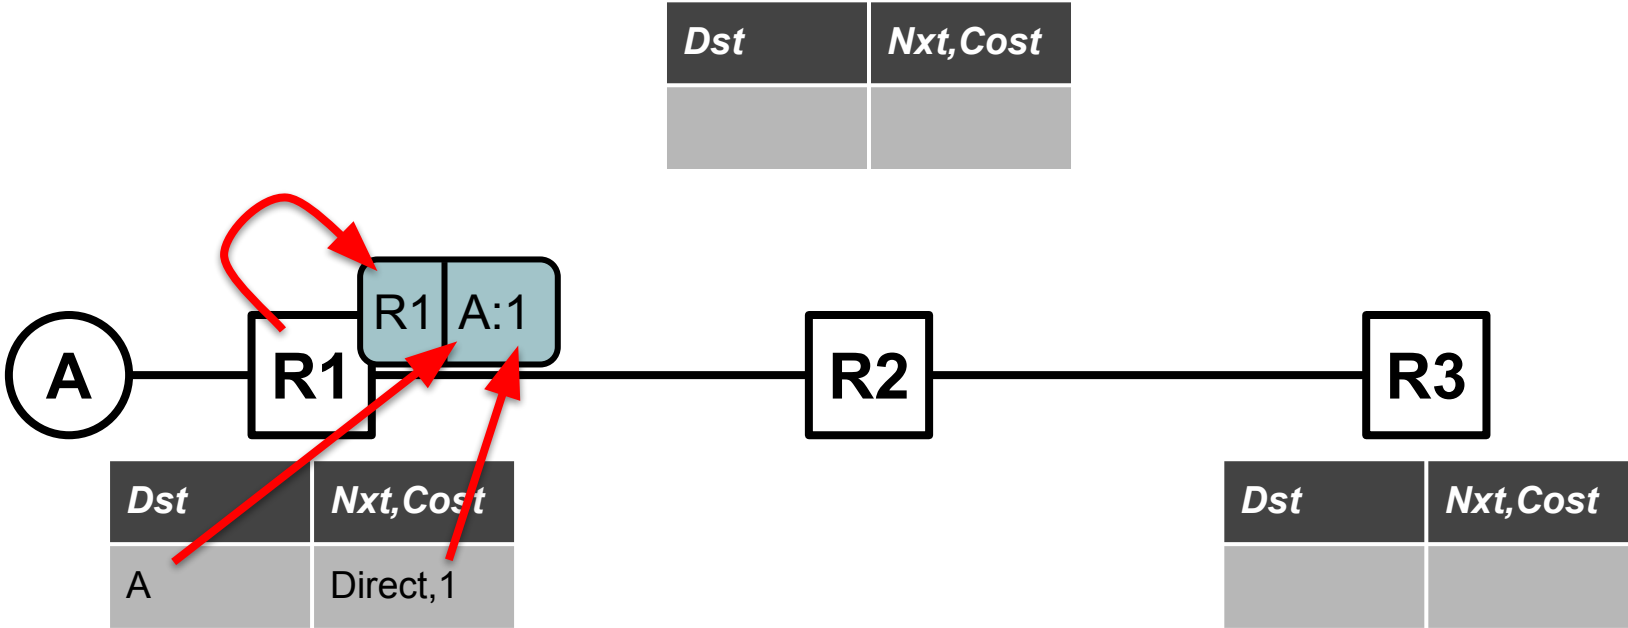 Dst Nxt,Cost
R1 A:1
A R1 R2 R3
Dst Nxt,Cost
A Direct,1
Dst Nxt,Cost